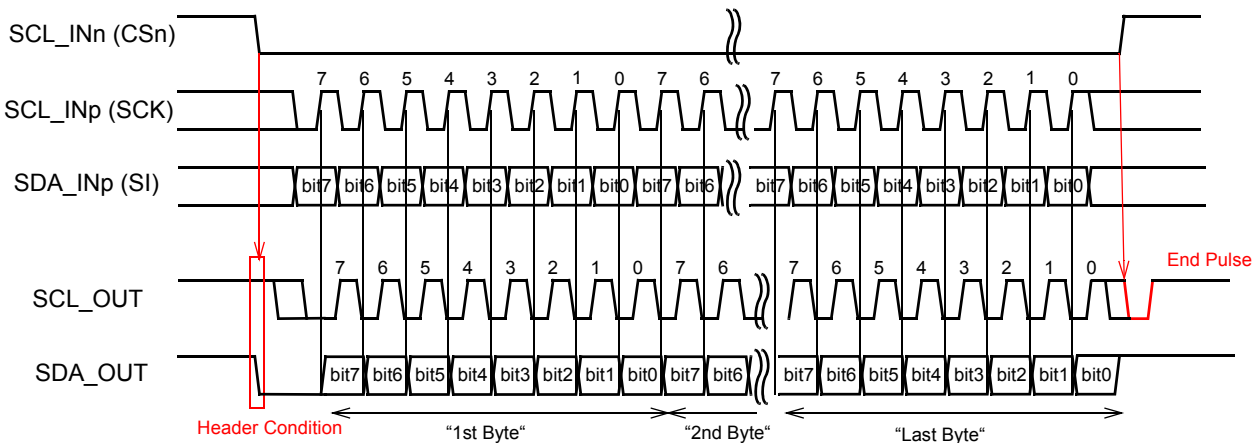 SCL_INn (CSn)
7 6 5 4 3 2 1 0 7 6 7 6 5 4 3 2 1 0
SCL_INp (SCK)
SDA_INp (SI)
bit7 bit6 bit5 bit4 bit3 bit2 bit1 bit0 bit7 bit6 bit7 bit6 bit5 bit4 bit3 bit2 bit1 bit0
7 6 5 4 3 2 1 0 7 6 7 6 5 4 3 2 1 0
End Pulse
SCL_OUT
SDA_OUT
bit7 bit6 bit5 bit4 bit3 bit2 bit1 bit0 bit7 bit6 bit7 bit6 bit5 bit4 bit3 bit2 bit1 bit0
Header Condition
“1st Byte“ “2nd Byte“ “Last Byte“